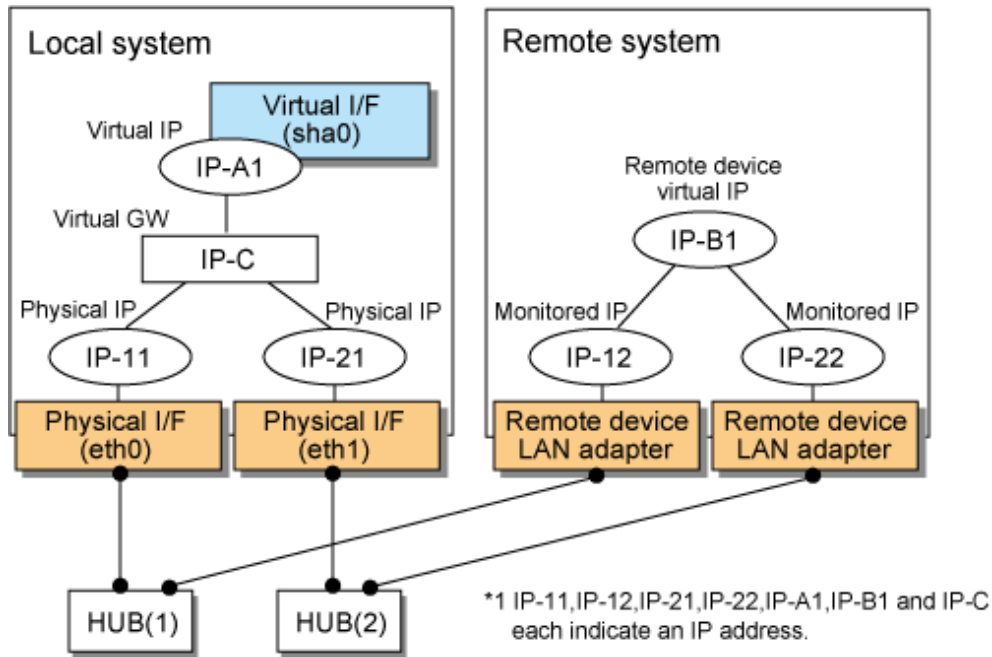 Local system
Virtual I/F
(sha0)
Virtual IP
IP-A1
Virtual GW
IP-C
Physical IP
Physical IP
IP-11
IP-21
Physical I/F
(eth0)
Physical I/F
(eth1)
Remote system
Remote device
virtual IP
IP-B1
Monitored IP
Monitored IP
IP-12
IP-22
Remote device
LAN adapter
Remote device
LAN adapter
HUB(1)
HUB(2)
*1 IP-11,IP-12,IP-21,IP-22,IP-A1,IP-B1 and IP-C
each indicate an IP address.